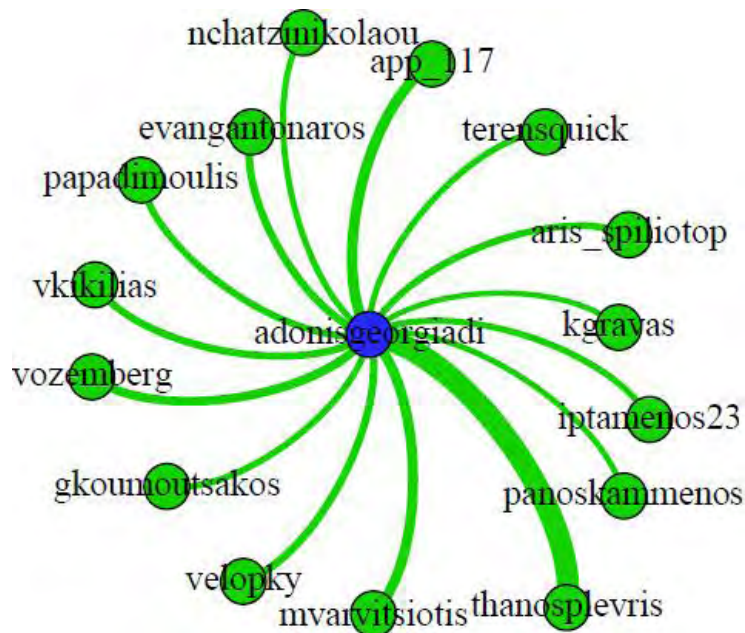 nchatzinikolaou
app_117
evangantonaros
terensquick
papadimoulis
aris_spiliotop
vkikilias
kgravas
adonisgeorgiadi
vozemberg
iptamenos23
gkoumoutsakos
panoskammenos
velopky
thanosplevris
mvarvitsiotis